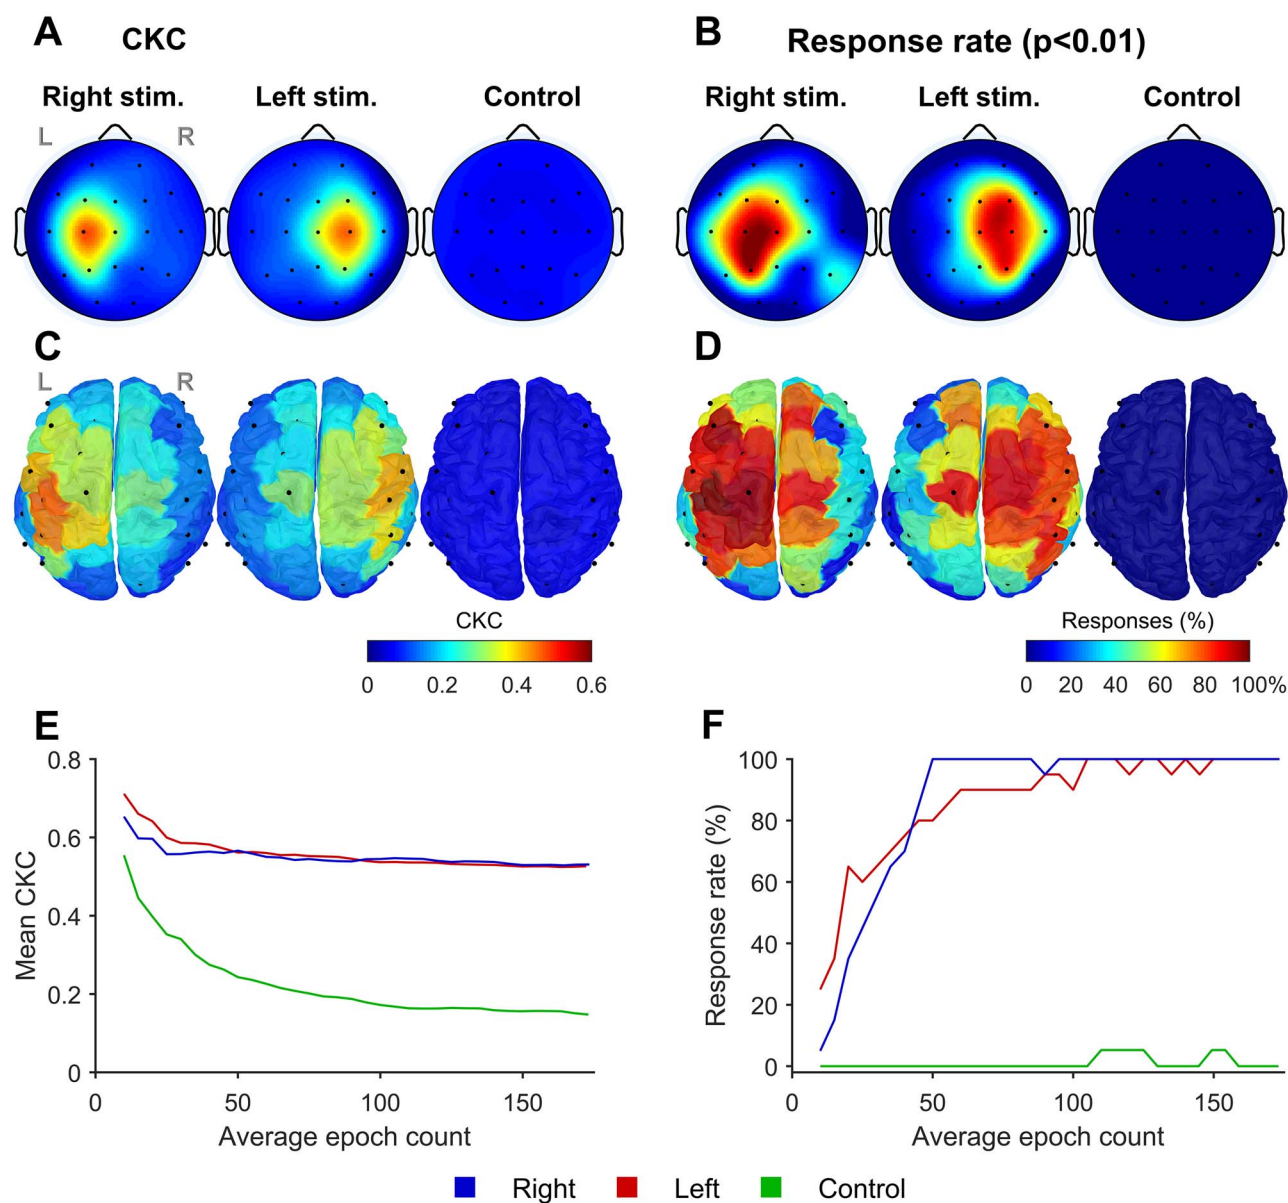 A CKC
B Response rate (p<0.01)
Right stim. Left stim. Control
Right stim. Left stim. Control
L R
C
D
L R
CKC
0 0.2 0.4 0.6
Responses (%)
0 20 40 60 80 100%
E
Mean CKC
0.8
0.6
0.4
0.2
0
0 50 100 150
Average epoch count
F
Response rate (%)
100
80
60
40
20
0
0 50 100 150
Average epoch count
Right Left Control